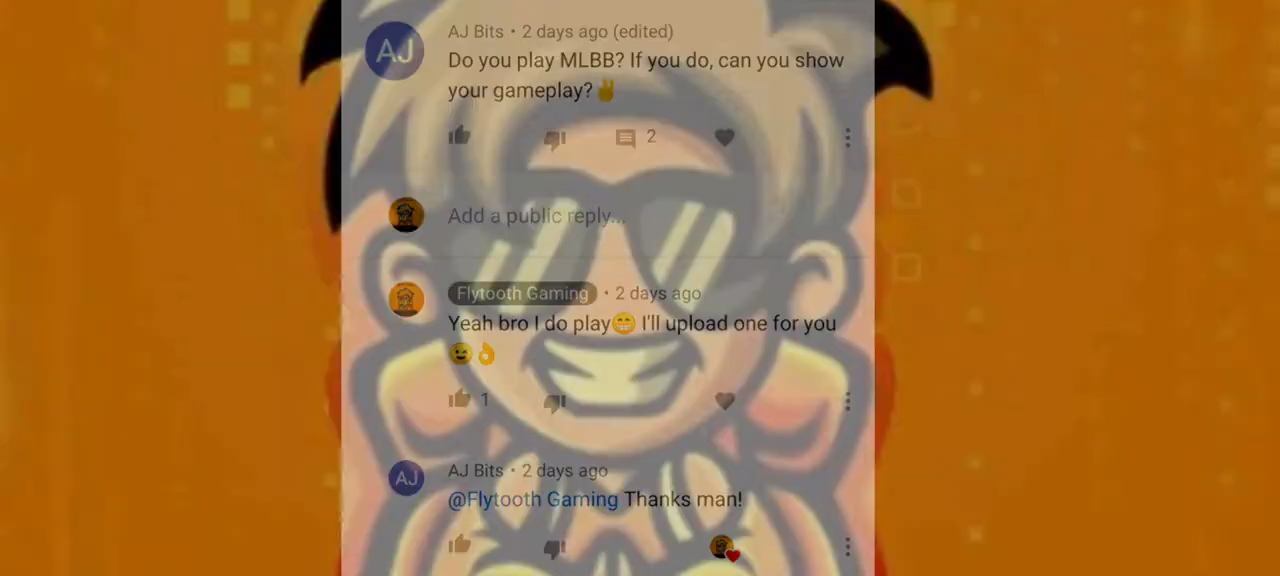 AJ
AJ Bits • 2 days ago (edited)
Do you play MLBB? If you do, can you show
your gameplay?✌
2
Add a public reply...
Flytooth Gaming • 2 days ago
Yeah bro I do play😁 I'll upload one for you
😉👌
1
AJ
AJ Bits • 2 days ago
@Flytooth Gaming Thanks man!